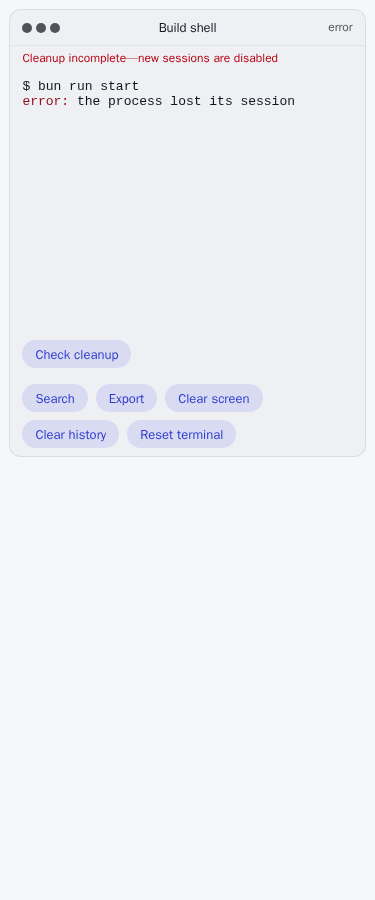 Build shell
error
Cleanup incomplete—new sessions are disabled
$ bun run start
error: the process lost its session
Check cleanup
Search
Export
Clear screen
Clear history
Reset terminal